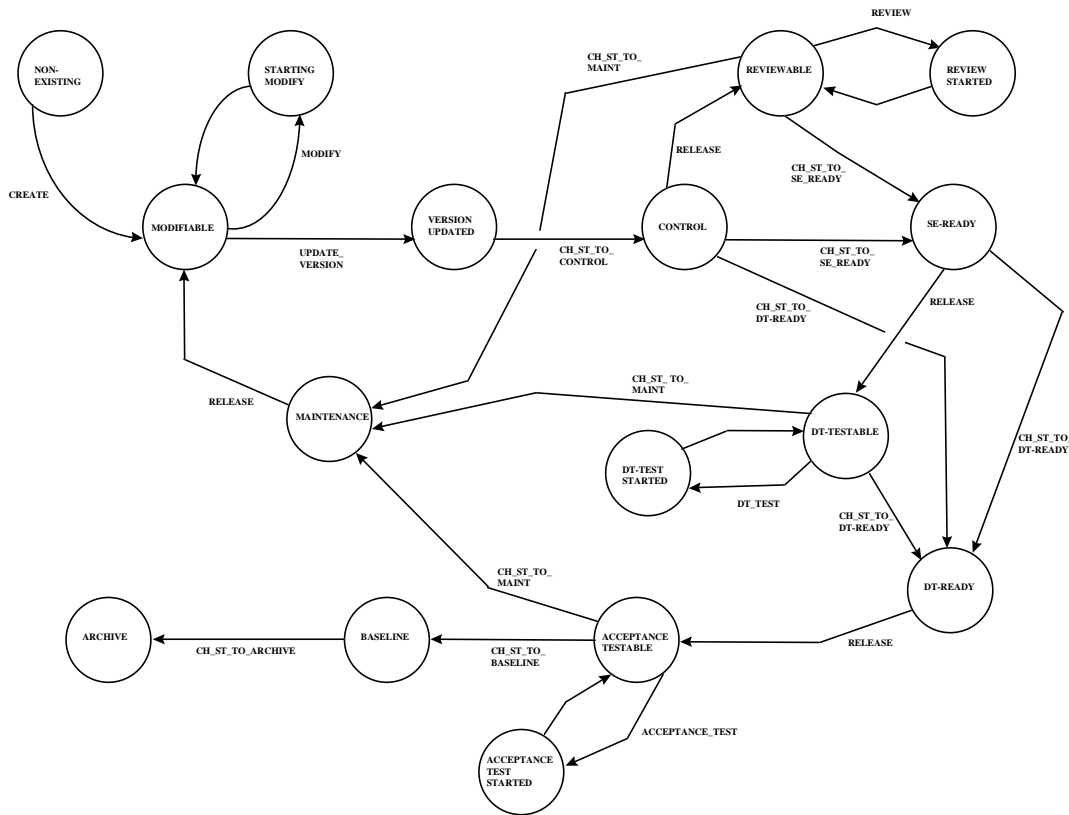 REVIEW
NON-
EXISTING
STARTING
MODIFY
CH_ST_TO_
MAINT
REVIEWABLE
REVIEW
STARTED
MODIFY
RELEASE
CH_ST_TO_
SE_READY
CREATE
MODIFIABLE
VERSION
UPDATED
CONTROL
SE-READY
UPDATE_
VERSION
CH_ST_TO_
CONTROL
CH_ST_TO_
SE_READY
CH_ST_TO_
DT-READY
RELEASE
CH_ST_ TO_
MAINT
RELEASE
MAINTENANCE
DT-TESTABLE
CH_ST_TO_
DT-READY
DT-TEST
STARTED
DT_TEST
CH_ST_TO_
DT-READY
CH_ST_TO_
MAINT
DT-READY
ARCHIVE
BASELINE
ACCEPTANCE
TESTABLE
RELEASE
CH_ST_TO_ARCHIVE
CH_ST_TO_
BASELINE
ACCEPTANCE_TEST
ACCEPTANCE
TEST
STARTED